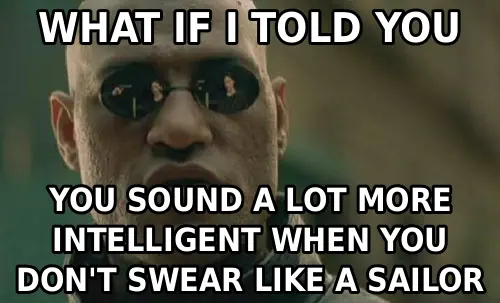 WHAT IF I TOLD YOU
YOU SOUND A LOT MORE
INTELLIGENT WHEN YOU
DON'T SWEAR LIKE A SAILOR